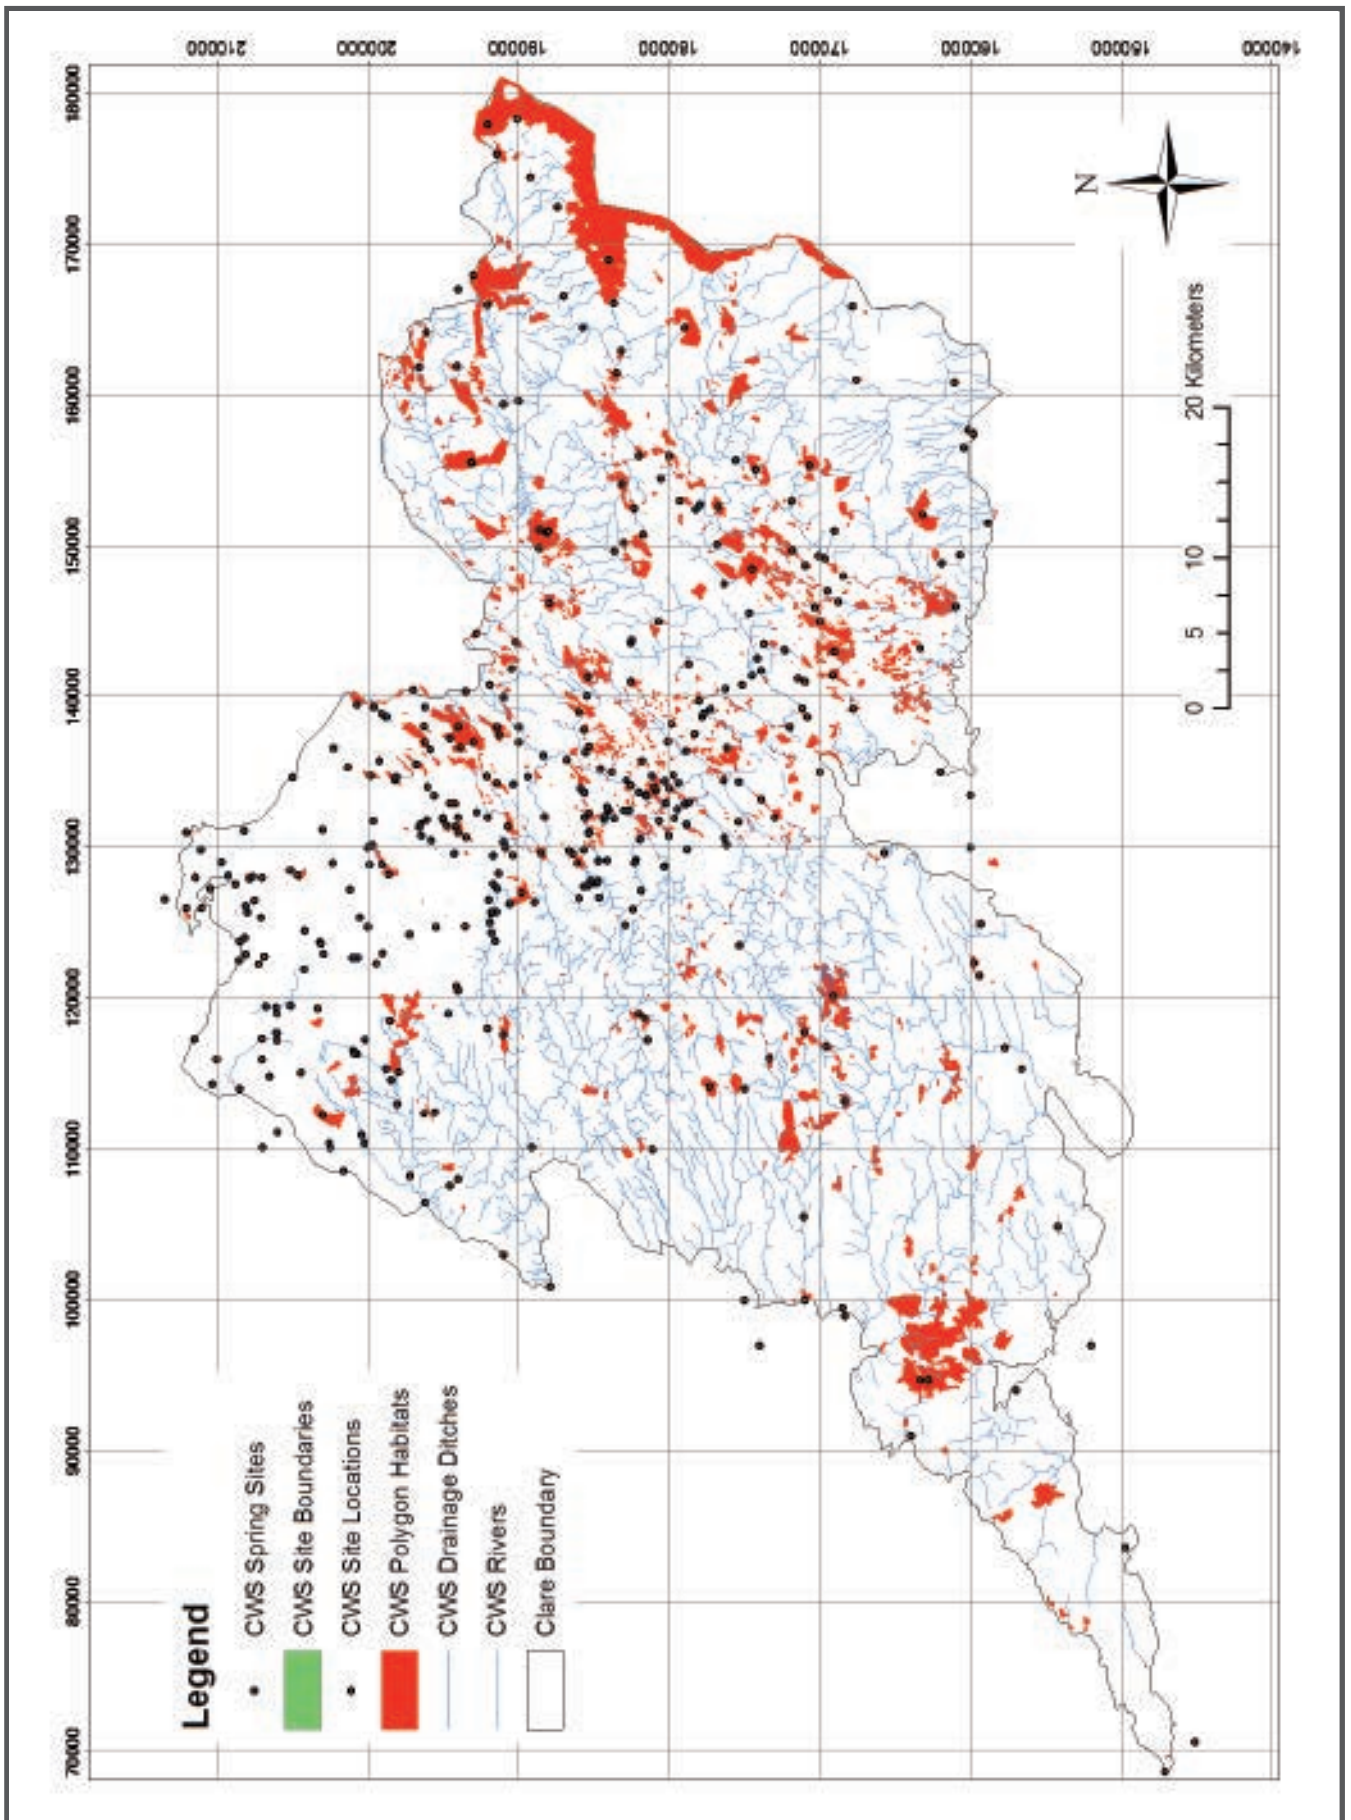 70000 80000 90000 100000 110000 120000 130000 140000 150000 160000 170000 180000
210000
200000
190000
180000
170000
160000
150000
140000
Legend
CWS Spring Sites
CWS Site Boundaries
CWS Site Locations
CWS Polygon Habitats
CWS Drainage Ditches
CWS Rivers
Clare Boundary
N
0 5 10 20 Kilometers